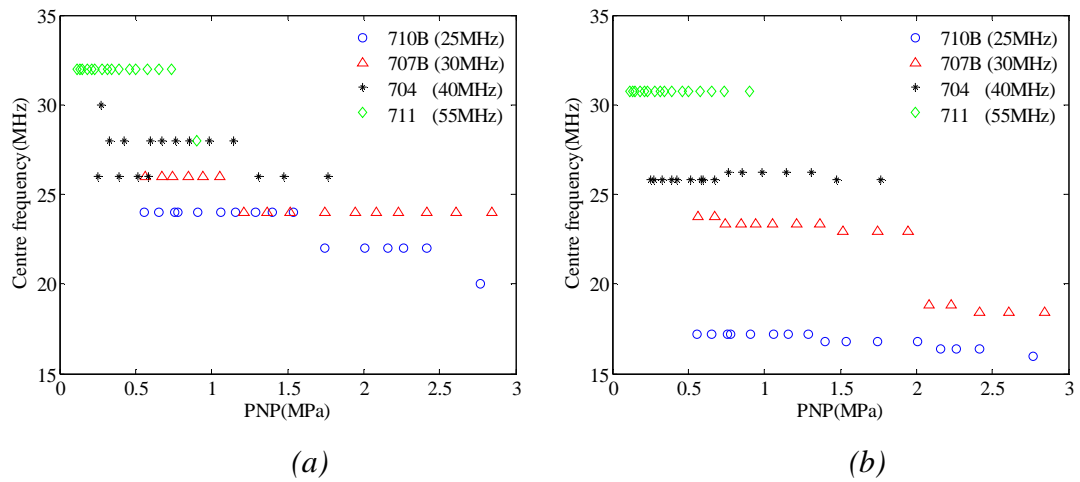 35
30
25
20
15
Centre frequency(MHz)
0
0.5
1
1.5
2
2.5
3
PNP(MPa)
710B (25MHz)
707B (30MHz)
704 (40MHz)
711 (55MHz)
(a)
35
30
25
20
15
Centre frequency(MHz)
0
0.5
1
1.5
2
2.5
3
PNP(MPa)
710B (25MHz)
707B (30MHz)
704 (40MHz)
711 (55MHz)
(b)